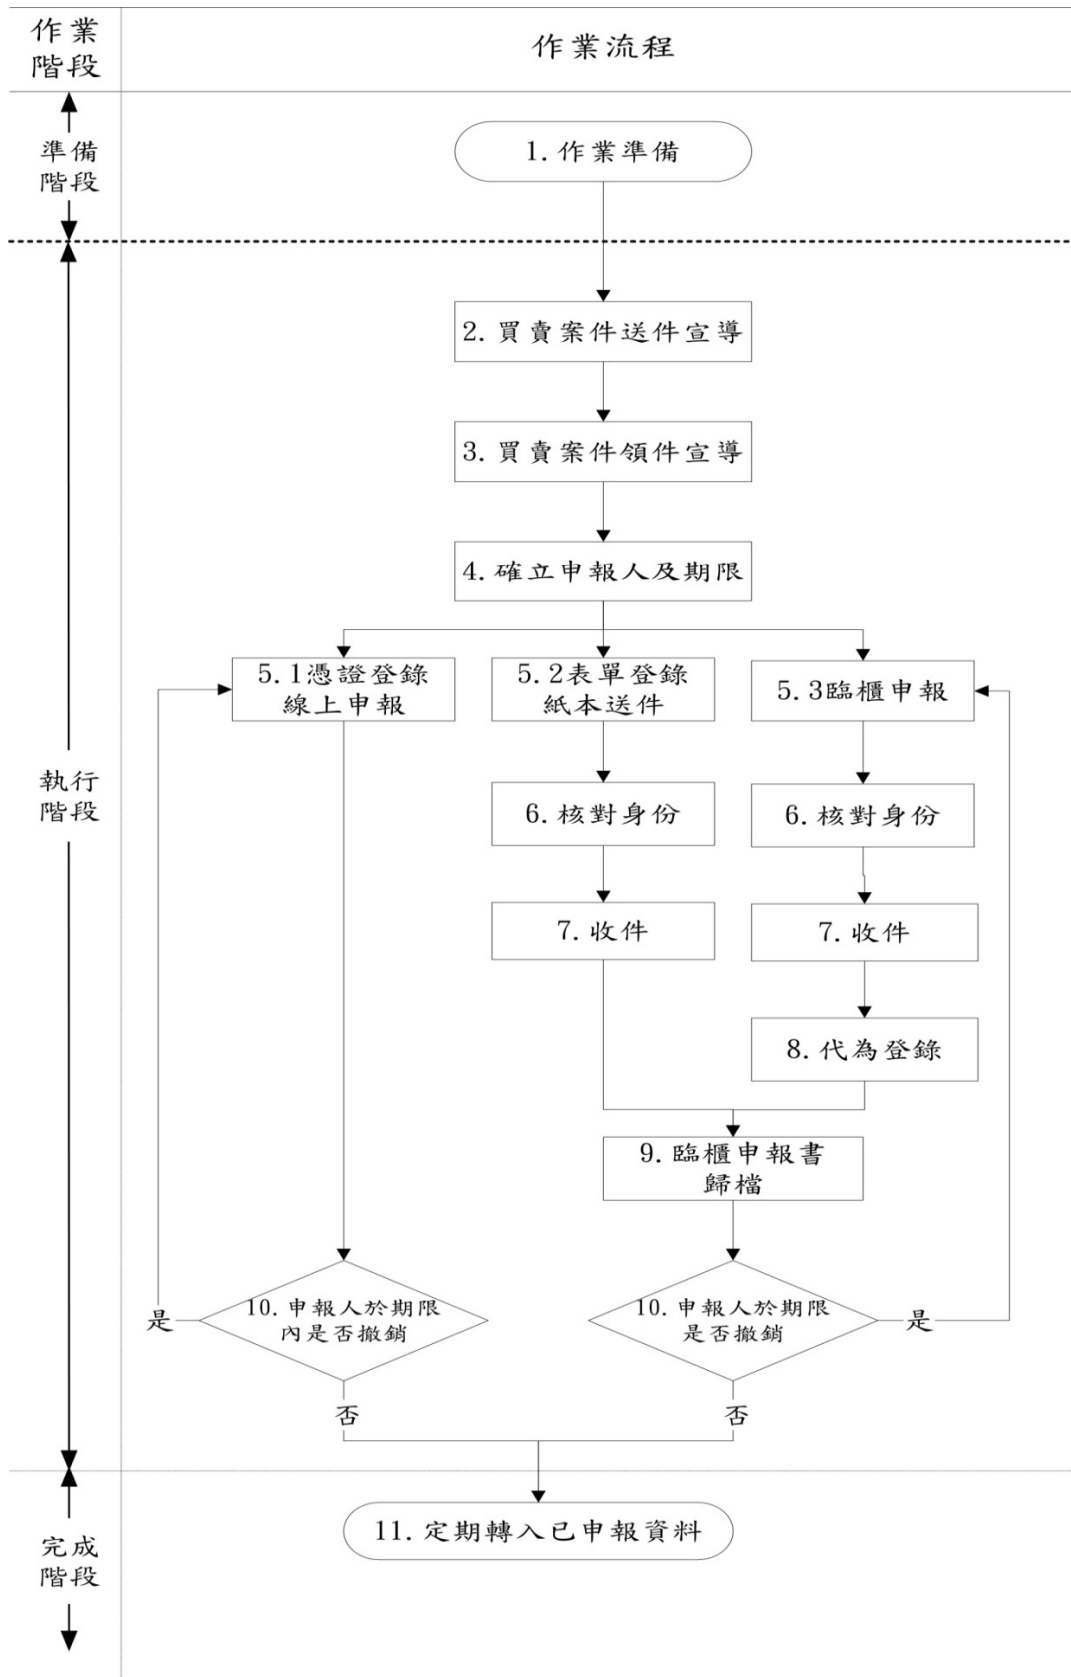 作業
階段
作業流程
準備
階段
1.作業準備
2.買賣案件送件宣導
3.買賣案件領件宣導
4.確立申報人及期限
5.1憑證登錄
線上申報
5.2表單登錄
紙本送件
5.3臨櫃申報
執行
階段
6.核對身份
6.核對身份
7.收件
7.收件
8.代為登錄
9.臨櫃申報書
歸檔
10.申報人於期限
內是否撤銷
是
10.申報人於期限
是否撤銷
是
否
否
完成
階段
11.定期轉入已申報資料